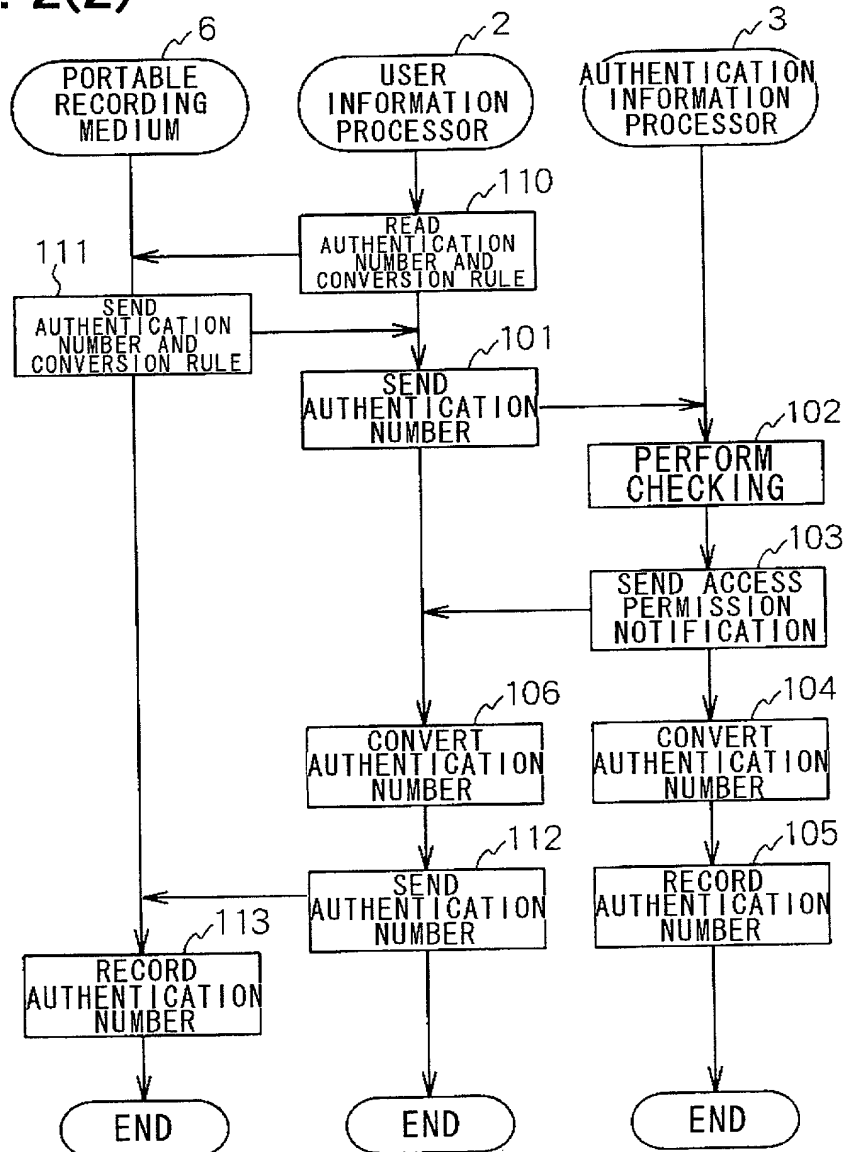 . 2(2)
6
PORTABLE
RECORDING
MEDIUM
2
USER
INFORMATION
PROCESSOR
3
AUTHENTICATION
INFORMATION
PROCESSOR
110
READ
AUTHENTICATION
NUMBER AND
CONVERSION RULE
111
SEND
AUTHENTICATION
NUMBER AND
CONVERSION RULE
101
SEND
AUTHENTICATION
NUMBER
102
PERFORM
CHECKING
103
SEND ACCESS
PERMISSION
NOTIFICATION
106
CONVERT
AUTHENTICATION
NUMBER
104
CONVERT
AUTHENTICATION
NUMBER
112
SEND
AUTHENTICATION
NUMBER
105
RECORD
AUTHENTICATION
NUMBER
113
RECORD
AUTHENTICATION
NUMBER
END
END
END